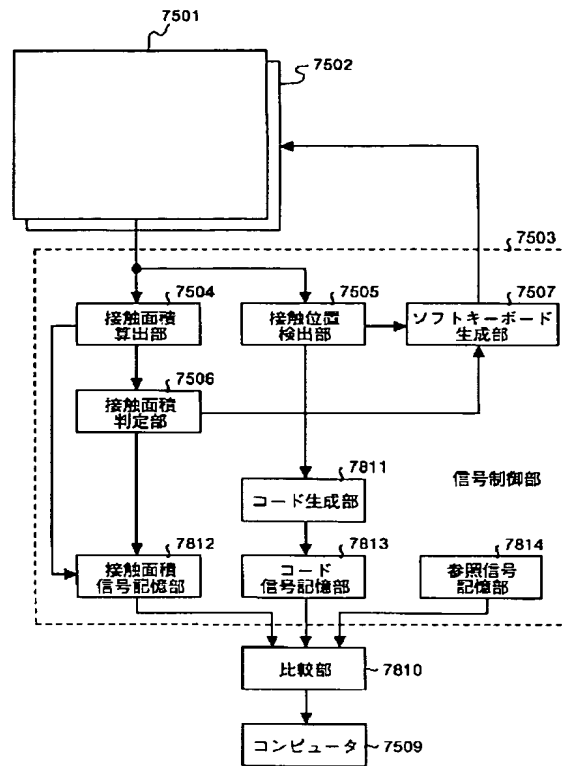 7501
7502
7503
7504
接触面積
算出部
7505
接触位置
検出部
7507
ソフトキーボード
生成部
7506
接触面積
判定部
7811
コード生成部
信号制御部
7812
接触面積
信号記憶部
7813
コード
信号記憶部
7814
参照信号
記憶部
比較部
7810
コンピュータ
7509